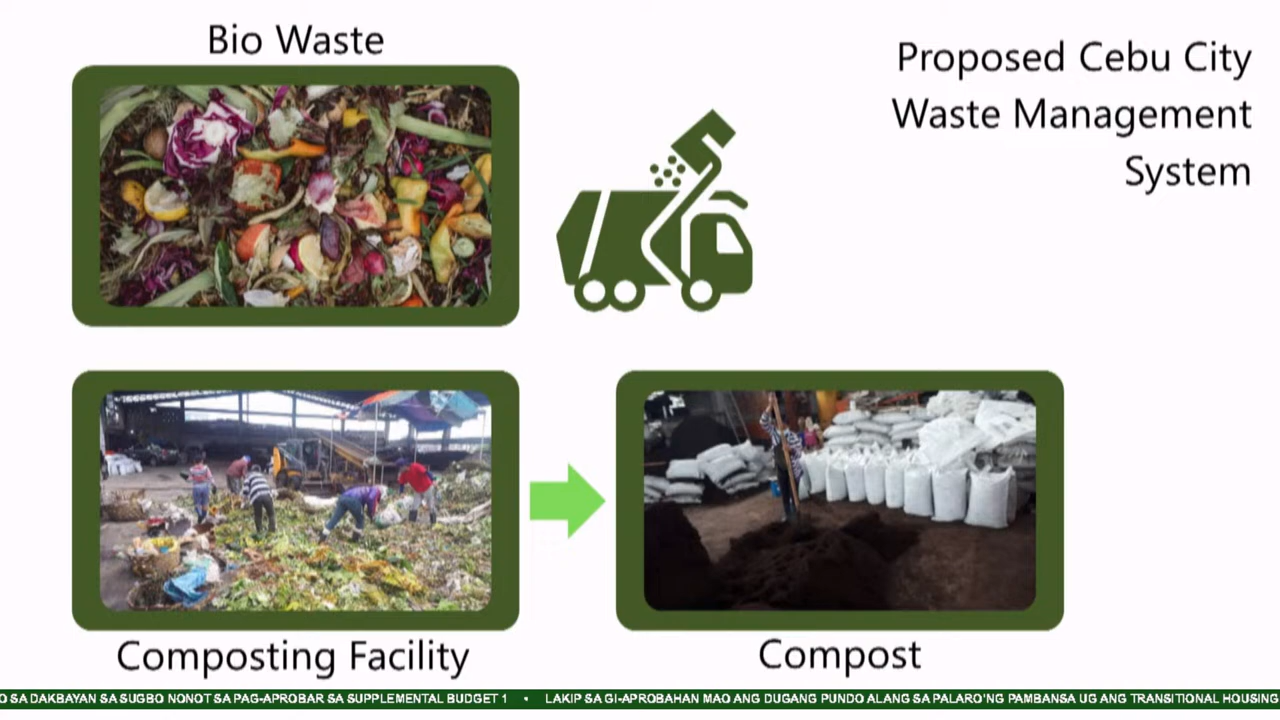 Bio Waste
Proposed Cebu City
Waste Management
System
Composting Facility
Compost
O SA DAKBAYAN SA SUGBO NONOT SA PAG-APROBAR SA SUPPLEMENTAL BUDGET 1 • LAKIP SA GI-APROBAHAN MAO ANG DUGANG PUNDO ALANG SA PALARO'NG PAMBANSA UG ANG TRANSITIONAL HOUSING